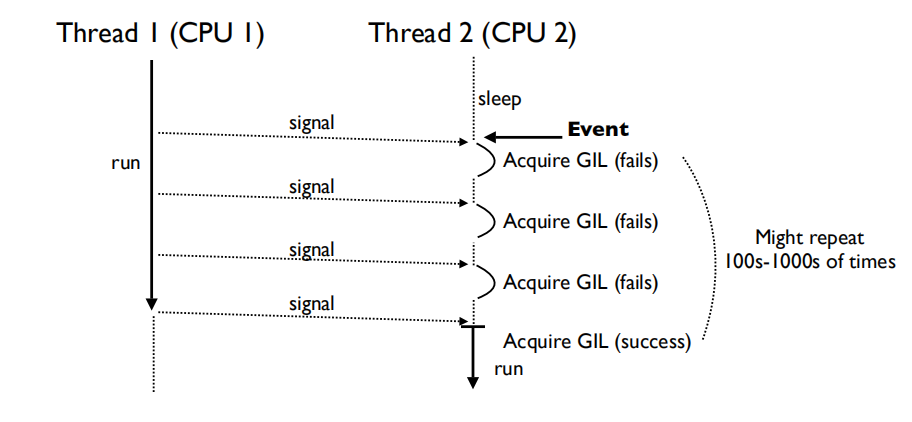 Thread 1 (CPU 1)
Thread 2 (CPU 2)
sleep
signal
Event
run
Acquire GIL (fails)
signal
Acquire GIL (fails)
signal
Might repeat
100s-1000s of times
Acquire GIL (fails)
signal
Acquire GIL (success)
run